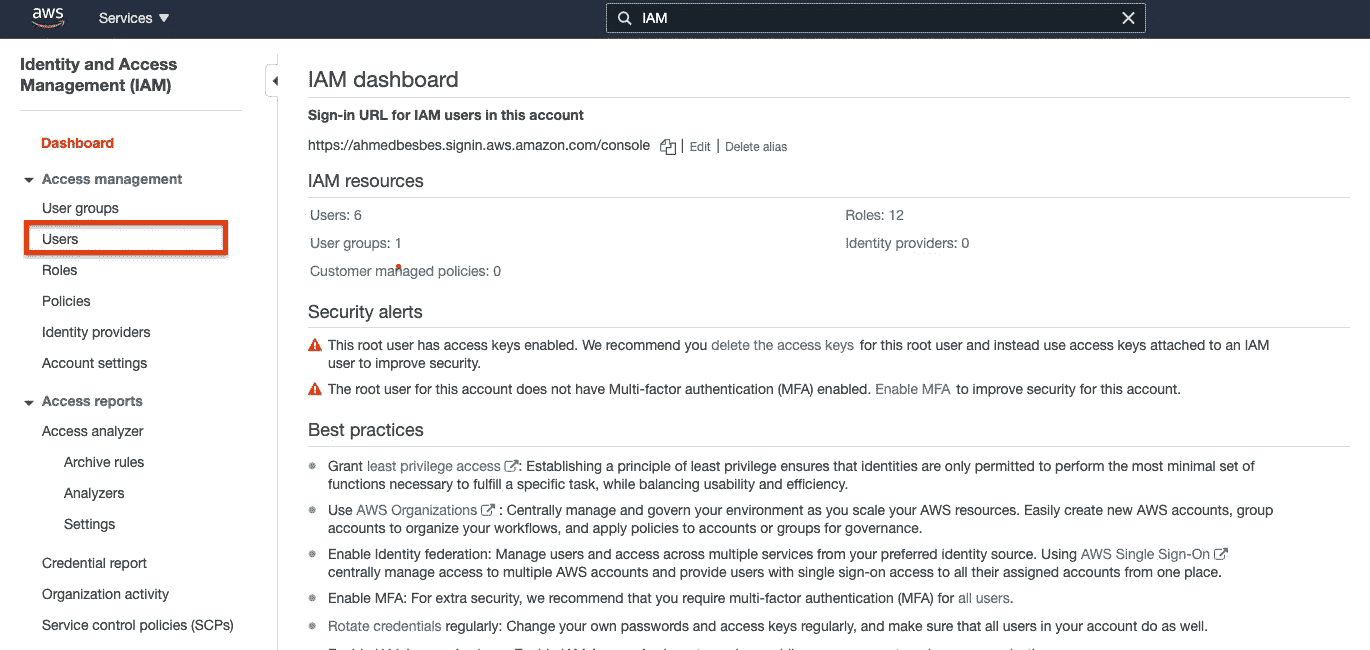 aws Services ▼ IAM
Identity and Access
Management (IAM)
Dashboard
Access management
User groups
Users
Roles
Policies
Identity providers
Account settings
Access reports
Access analyzer
Archive rules
Analyzers
Settings
Credential report
Organization activity
Service control policies (SCPs)
IAM dashboard
Sign-in URL for IAM users in this account
https://ahmedbesbes.signin.aws.amazon.com/console | Edit | Delete alias
IAM resources
Users: 6 Roles: 12
User groups: 1 Identity providers: 0
Customer managed policies: 0
Security alerts
This root user has access keys enabled. We recommend you delete the access keys for this root user and instead use access keys attached to an IAM
user to improve security.
The root user for this account does not have Multi-factor authentication (MFA) enabled. Enable MFA to improve security for this account.
Best practices
Grant least privilege access : Establishing a principle of least privilege ensures that identities are only permitted to perform the most minimal set of
functions necessary to fulfill a specific task, while balancing usability and efficiency.
Use AWS Organizations : Centrally manage and govern your environment as you scale your AWS resources. Easily create new AWS accounts, group
accounts to organize your workflows, and apply policies to accounts or groups for governance.
Enable Identity federation: Manage users and access across multiple services from your preferred identity source. Using AWS Single Sign-On
centrally manage access to multiple AWS accounts and provide users with single sign-on access to all their assigned accounts from one place.
Enable MFA: For extra security, we recommend that you require multi-factor authentication (MFA) for all users.
Rotate credentials regularly: Change your own passwords and access keys regularly, and make sure that all users in your account do as well.